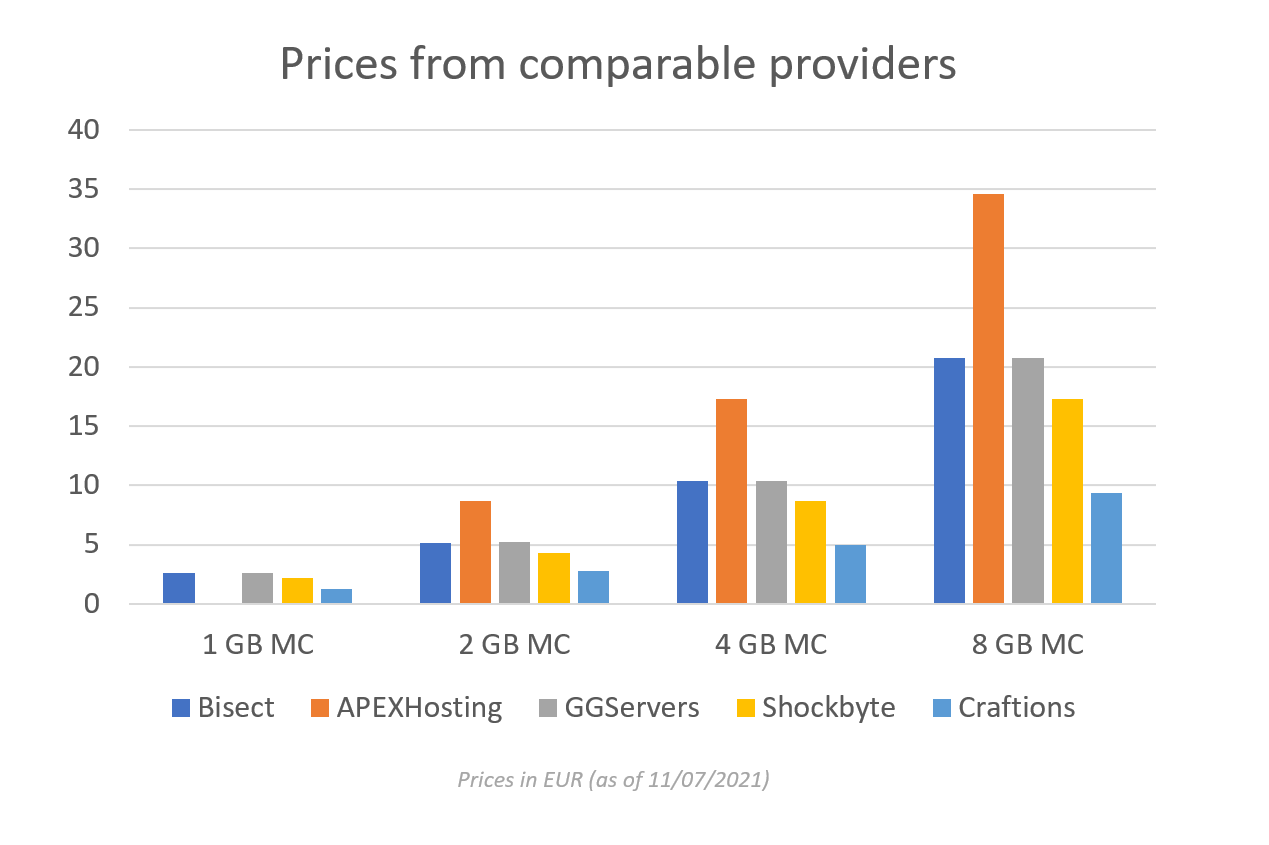 Prices from comparable providers
40
35
30
25
20
15
10
5
0
1 GB MC 2 GB MC 4 GB MC 8 GB MC
Bisect APEXHosting GGServers Shockbyte Craftions
Prices in EUR (as of 11/07/2021)